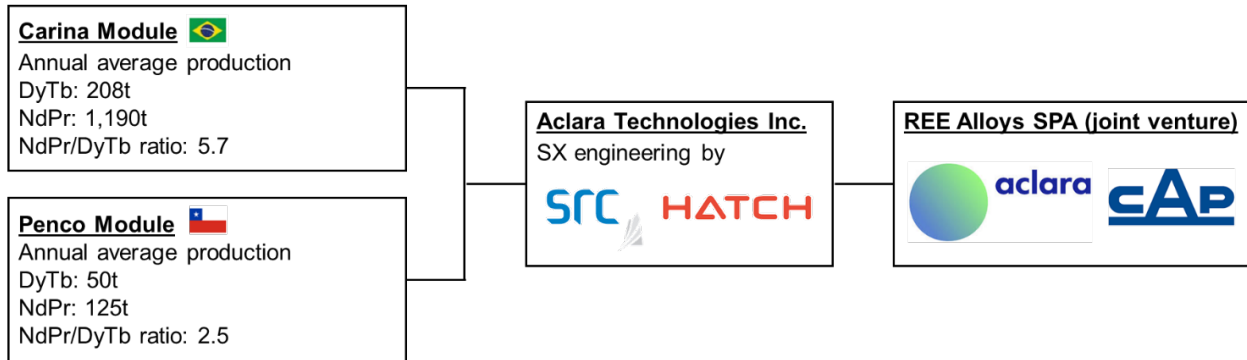 Carina Module
Annual average production
DyTb: 208t
NdPr: 1,190t
NdPr/DyTb ratio: 5.7
Penco Module
Annual average production
DyTb: 50t
NdPr: 125t
NdPr/DyTb ratio: 2.5
Aclara Technologies Inc.
SX engineering by
src HATCH
REE Alloys SPA (joint venture)
aclara CAP